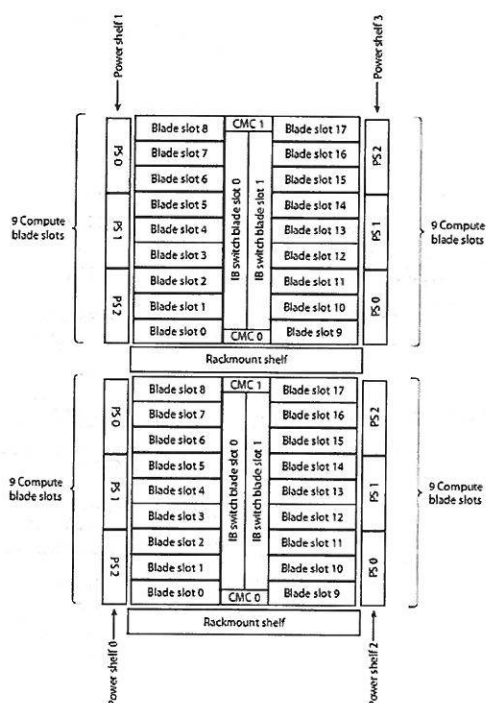 Power shelf 1
Power shelf 3
Blade slot 8
CMC 1
Blade slot 17
PS 0
Blade slot 7
Blade slot 16
PS 2
Blade slot 6
Blade slot 15
Blade slot 5
Blade slot 14
9 Compute
blade slots
PS 1
Blade slot 4
IB switch blade slot 0
IB switch blade slot 1
Blade slot 13
PS 1
9 Compute
blade slots
Blade slot 3
Blade slot 12
Blade slot 2
Blade slot 11
PS 2
Blade slot 1
Blade slot 10
PS 0
Blade slot 0
CMC 0
Blade slot 9
Rackmount shelf
Blade slot 8
CMC 1
Blade slot 17
PS 0
Blade slot 7
Blade slot 16
PS 2
Blade slot 6
Blade slot 15
Blade slot 5
Blade slot 14
9 Compute
blade slots
PS 1
Blade slot 4
IB switch blade slot 0
IB switch blade slot 1
Blade slot 13
PS 1
9 Compute
blade slots
Blade slot 3
Blade slot 12
Blade slot 2
Blade slot 11
PS 2
Blade slot 1
Blade slot 10
PS 0
Blade slot 0
CMC 0
Blade slot 9
Rackmount shelf
Power shelf 0
Power shelf 2